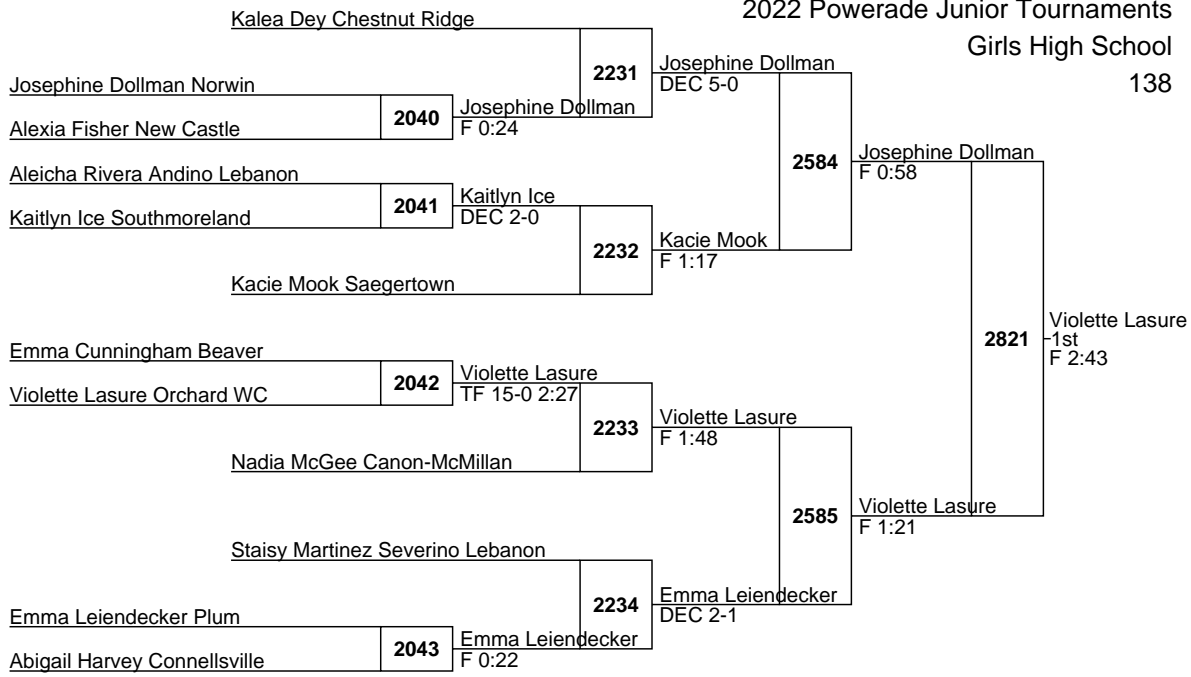 2022 Powerade Junior Tournaments
Girls High School
138
Kalea Dey Chestnut Ridge
2231
Josephine Dollman
DEC 5-0
Josephine Dollman Norwin
2040
Josephine Dollman
F 0:24
Alexia Fisher New Castle
2584
Josephine Dollman
F 0:58
Aleicha Rivera Andino Lebanon
2041
Kaitlyn Ice
DEC 2-0
Kaitlyn Ice Southmoreland
2232
Kacie Mook
F 1:17
Kacie Mook Saegertown
2821
Violette Lasure
1st
F 2:43
Emma Cunningham Beaver
2042
Violette Lasure
TF 15-0 2:27
Violette Lasure Orchard WC
2233
Violette Lasure
F 1:48
Nadia McGee Canon-McMillan
2585
Violette Lasure
F 1:21
Staisy Martinez Severino Lebanon
2234
Emma Leiendecker
DEC 2-1
Emma Leiendecker Plum
2043
Emma Leiendecker
F 0:22
Abigail Harvey Connellsville